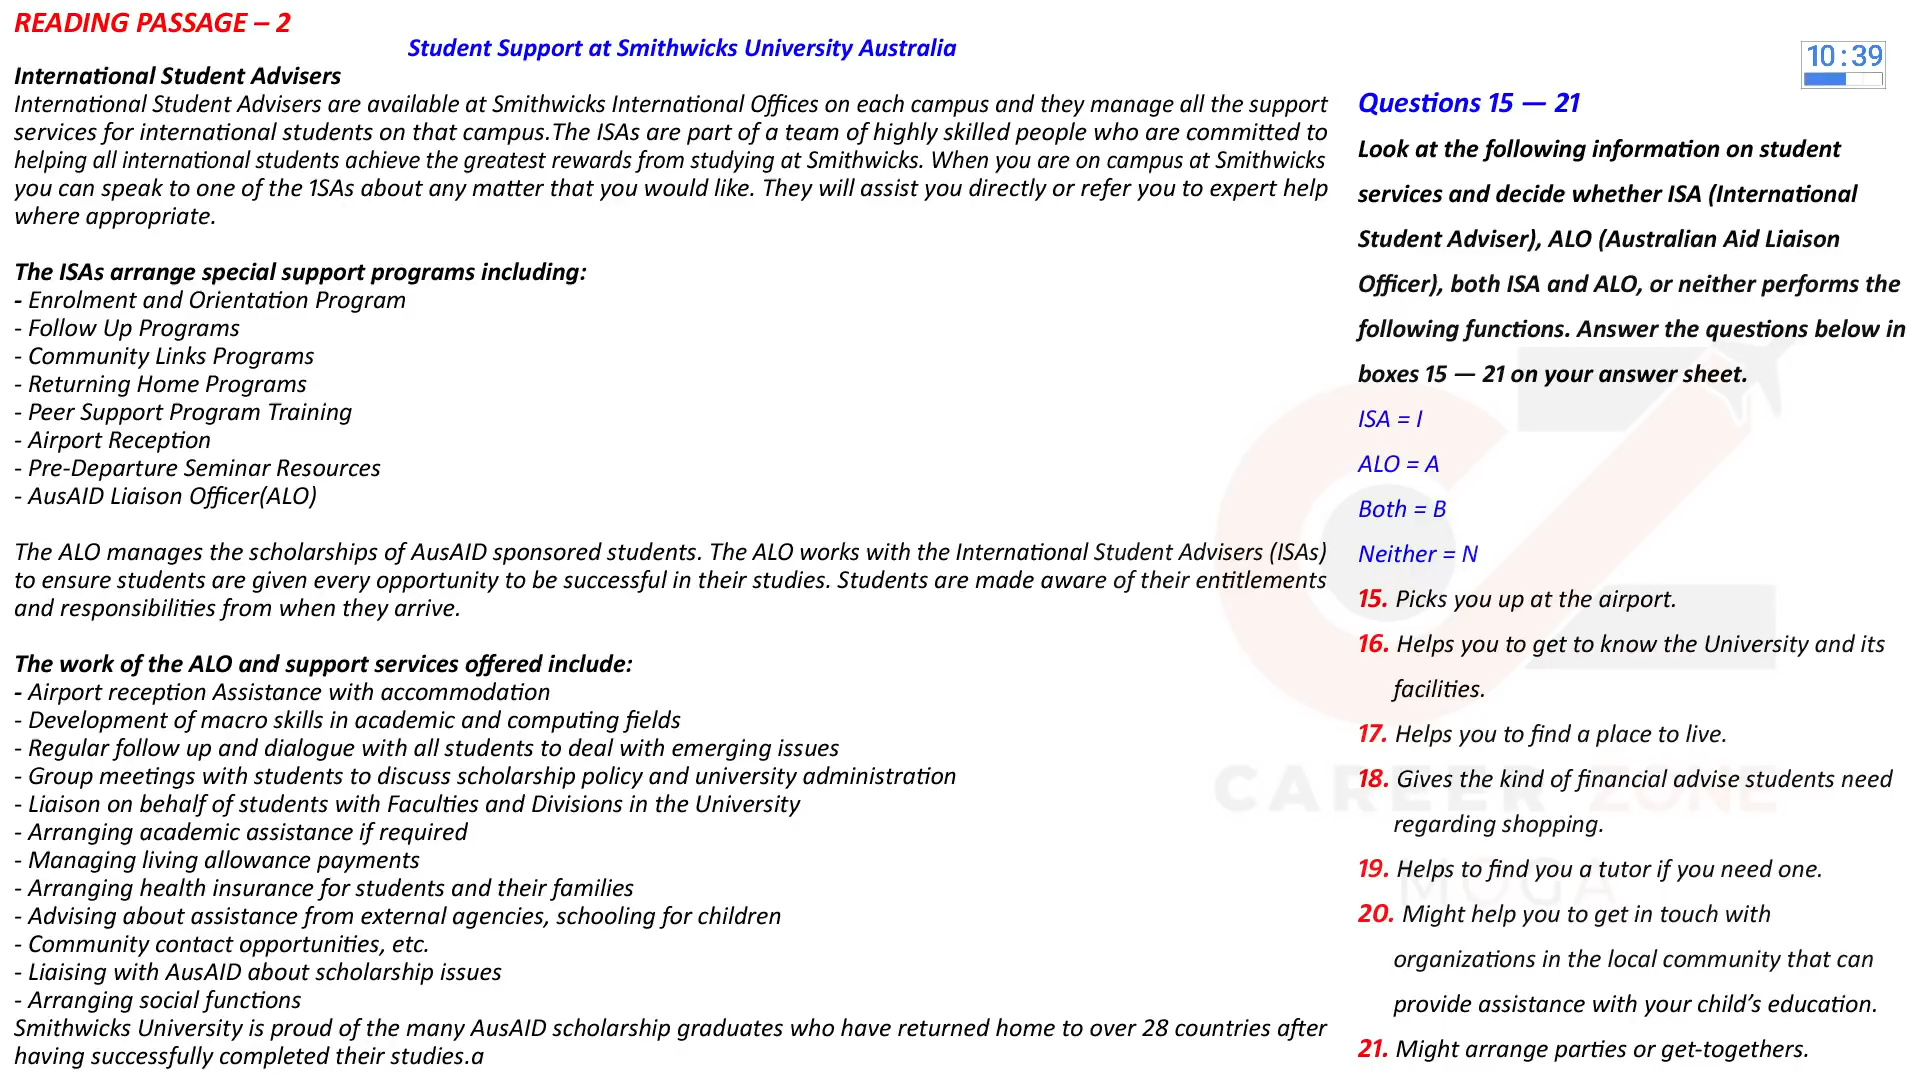 READING PASSAGE – 2
Student Support at Smithwicks University Australia
International Student Advisers
International Student Advisers are available at Smithwicks International Offices on each campus and they manage all the support
services for international students on that campus.The ISAs are part of a team of highly skilled people who are committed to
helping all international students achieve the greatest rewards from studying at Smithwicks. When you are on campus at Smithwicks
you can speak to one of the 1SAs about any matter that you would like. They will assist you directly or refer you to expert help
where appropriate.
The ISAs arrange special support programs including:
- Enrolment and Orientation Program
- Follow Up Programs
- Community Links Programs
- Returning Home Programs
- Peer Support Program Training
- Airport Reception
- Pre-Departure Seminar Resources
- AusAID Liaison Officer(ALO)
The ALO manages the scholarships of AusAID sponsored students. The ALO works with the International Student Advisers (ISAs)
to ensure students are given every opportunity to be successful in their studies. Students are made aware of their entitlements
and responsibilities from when they arrive.
The work of the ALO and support services offered include:
- Airport reception Assistance with accommodation
- Development of macro skills in academic and computing fields
- Regular follow up and dialogue with all students to deal with emerging issues
- Group meetings with students to discuss scholarship policy and university administration
- Liaison on behalf of students with Faculties and Divisions in the University
- Arranging academic assistance if required
- Managing living allowance payments
- Arranging health insurance for students and their families
- Advising about assistance from external agencies, schooling for children
- Community contact opportunities, etc.
- Liaising with AusAID about scholarship issues
- Arranging social functions
Smithwicks University is proud of the many AusAID scholarship graduates who have returned home to over 28 countries after
having successfully completed their studies.a
10:39
Questions 15 — 21
Look at the following information on student
services and decide whether ISA (International
Student Adviser), ALO (Australian Aid Liaison
Officer), both ISA and ALO, or neither performs the
following functions. Answer the questions below in
boxes 15 — 21 on your answer sheet.
ISA = I
ALO = A
Both = B
Neither = N
15. Picks you up at the airport.
16. Helps you to get to know the University and its
facilities.
17. Helps you to find a place to live.
18. Gives the kind of financial advise students need
regarding shopping.
19. Helps to find you a tutor if you need one.
20. Might help you to get in touch with
organizations in the local community that can
provide assistance with your child's education.
21. Might arrange parties or get-togethers.
CAREER ZONE
MOGA